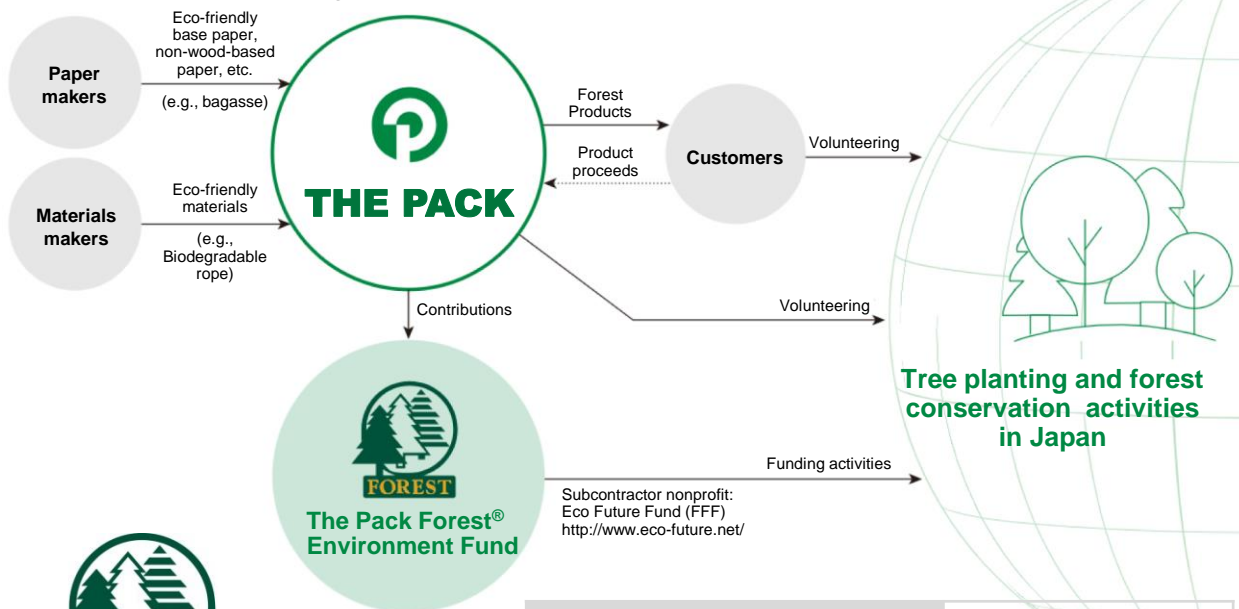 Eco-friendly
base paper,
non-wood-based
paper, etc.
(e.g., bagasse)
Paper
makers
Materials
makers
Eco-friendly
materials
(e.g.,
Biodegradable
rope)
THE PACK
Forest
Products
Product
proceeds
Customers
Volunteering
Volunteering
Contributions
Tree planting and forest
conservation activities
in Japan
FOREST
The Pack Forest®
Environment Fund
Funding activities
Subcontractor nonprofit:
Eco Future Fund (FFF)
http://www.eco-future.net/